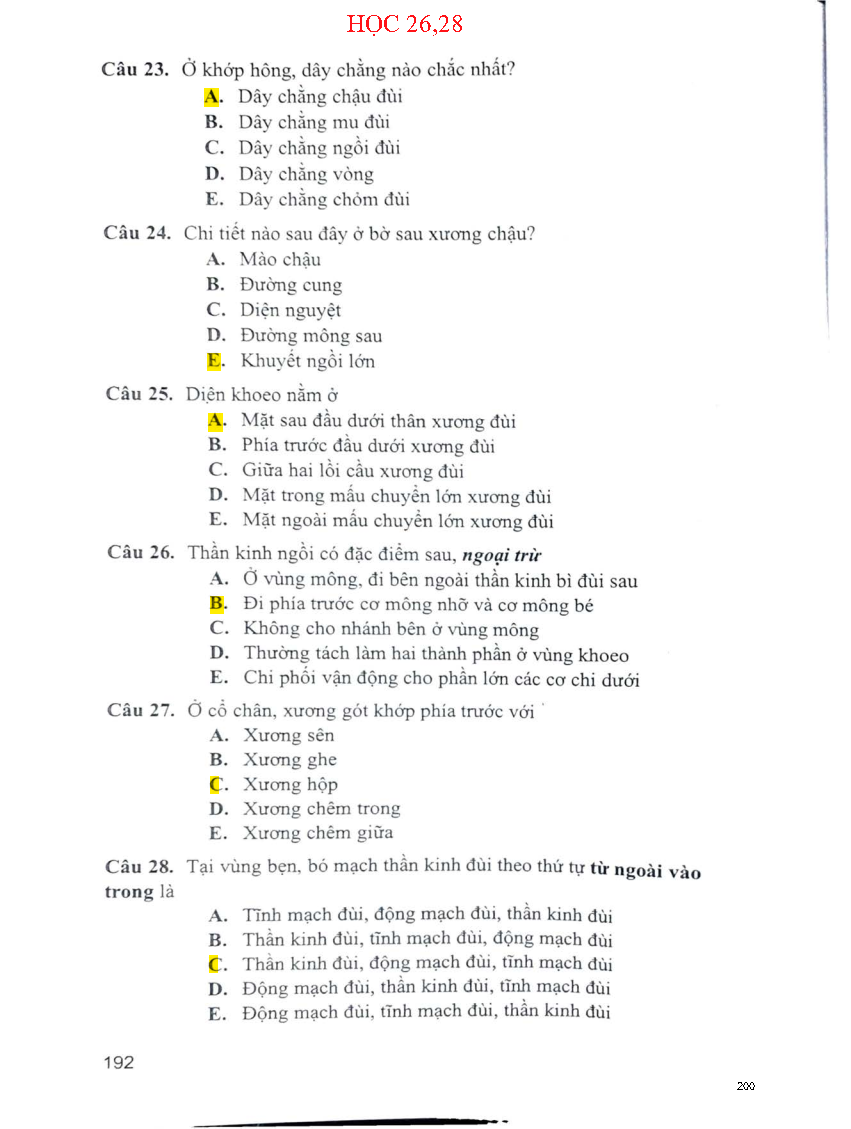 HỌC 26,28
Câu 23. Ở khớp hông, dây chằng nào chắc nhất?
A. Dây chằng chậu đùi
B. Dây chằng mu đùi
C. Dây chằng ngồi đùi
D. Dây chằng vòng
E. Dây chằng chỏm đùi
Câu 24. Chi tiết nào sau đây ở bờ sau xương chậu?
A. Mào chậu
B. Đường cung
C. Diện nguyệt
D. Đường mông sau
E. Khuyết ngồi lớn
Câu 25. Diện khoeo nằm ở
A. Mặt sau đầu dưới thân xương đùi
B. Phía trước đầu dưới xương đùi
C. Giữa hai lồi cầu xương đùi
D. Mặt trong mấu chuyển lớn xương đùi
E. Mặt ngoài mấu chuyển lớn xương đùi
Câu 26. Thần kinh ngồi có đặc điểm sau, ngoại trừ
A. Ở vùng mông, đi bên ngoài thần kinh bì đùi sau
B. Đi phía trước cơ mông nhỡ và cơ mông bé
C. Không cho nhánh bên ở vùng mông
D. Thường tách làm hai thành phần ở vùng khoeo
E. Chi phối vận động cho phần lớn các cơ chi dưới
Câu 27. Ở cổ chân, xương gót khớp phía trước với
A. Xương sên
B. Xương ghe
C. Xương hộp
D. Xương chêm trong
E. Xương chêm giữa
Câu 28. Tại vùng bẹn, bó mạch thần kinh đùi theo thứ tự từ ngoài vào
trong là
A. Tĩnh mạch đùi, động mạch đùi, thần kinh đùi
B. Thần kinh đùi, tĩnh mạch đùi, động mạch đùi
C. Thần kinh đùi, động mạch đùi, tĩnh mạch đùi
D. Động mạch đùi, thần kinh đùi, tĩnh mạch đùi
E. Động mạch đùi, tĩnh mạch đùi, thần kinh đùi
192
200